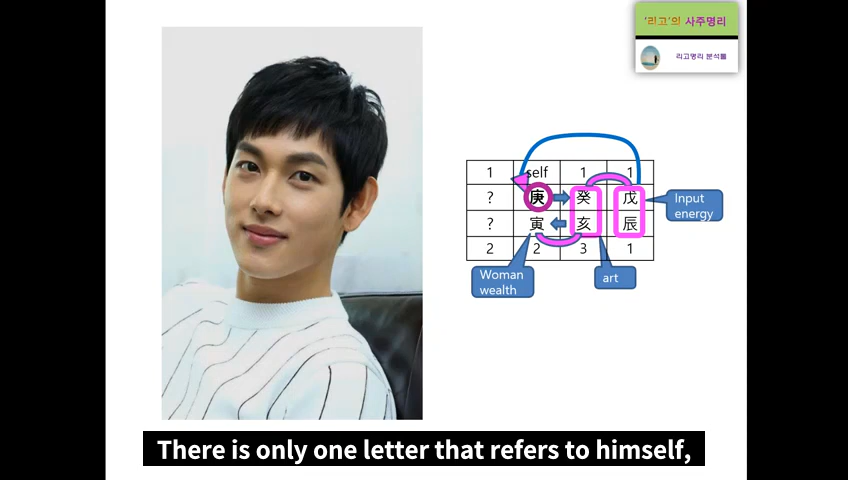 '리고'의 사주명리
리고명리 분석틀
1 self 1 1
? 庚 癸 戊
? 寅 亥 辰
2 2 3 1
Input
energy
Woman
wealth
art
There is only one letter that refers to himself,